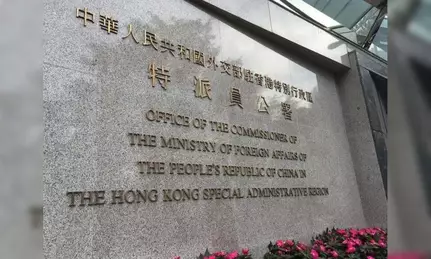 中華人民共和國外交部駐香港特別行政區
特派員公署
OFFICE OF THE COMMISSIONER OF
THE MINISTRY OF FOREIGN AFFAIRS OF
THE PEOPLE'S REPUBLIC OF CHINA IN
THE HONG KONG SPECIAL ADMINISTRATIVE REGION